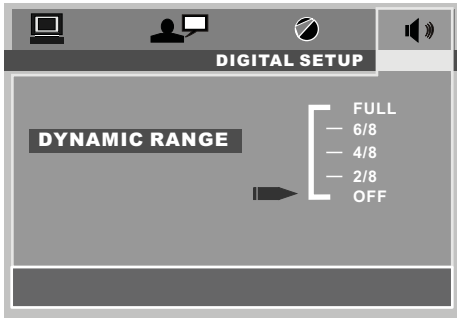 DIGITAL SETUP
DYNAMIC RANGE
FULL
6/8
4/8
2/8
OFF